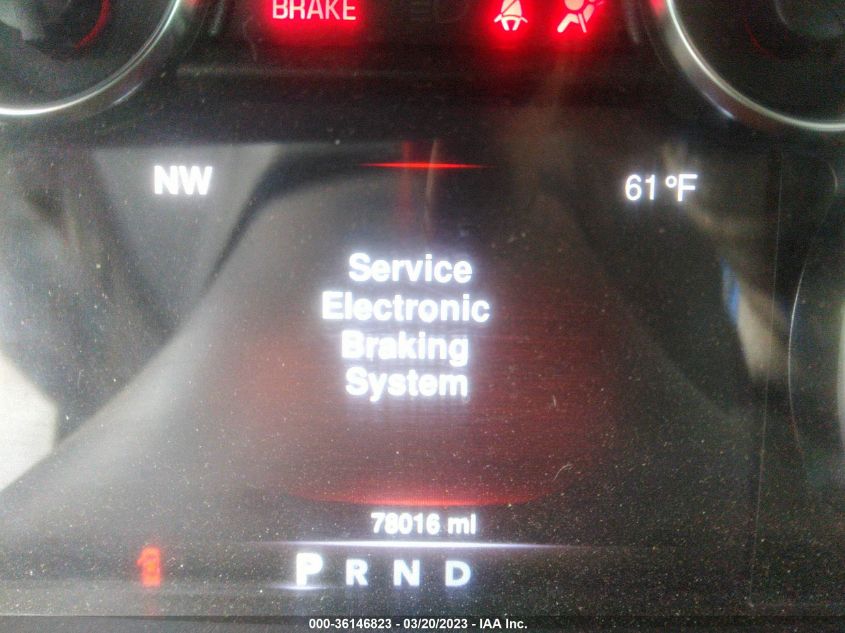 BRAKE
NW
61°F
Service
Electronic
Braking
System
78016 mi
P R N D
000-36146823 - 03/20/2023 - IAA Inc.